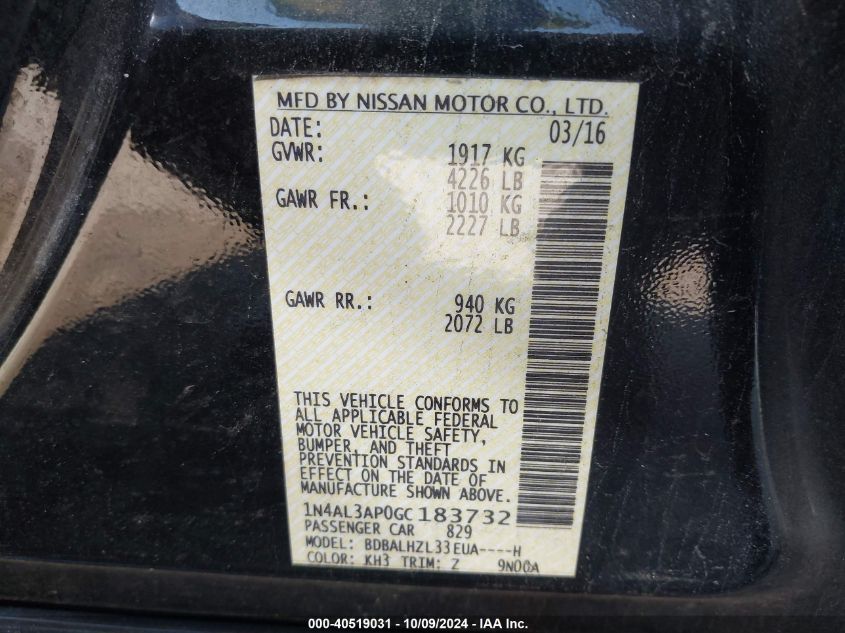 MFD BY NISSAN MOTOR CO., LTD.
DATE: 03/16
GVWR: 1917 KG
4226 LB
GAWR FR.: 1010 KG
2227 LB
GAWR RR.: 940 KG
2072 LB
THIS VEHICLE CONFORMS TO
ALL APPLICABLE FEDERAL
MOTOR VEHICLE SAFETY,
BUMPER, AND THEFT
PREVENTION STANDARDS IN
EFFECT ON THE DATE OF
MANUFACTURE SHOWN ABOVE.
1N4AL3AP0GC183732
PASSENGER CAR 829
MODEL: BDBALHZL33EUA----H
COLOR: KH3 TRIM: Z 9N00A
000-40519031 - 10/09/2024 - IAA Inc.